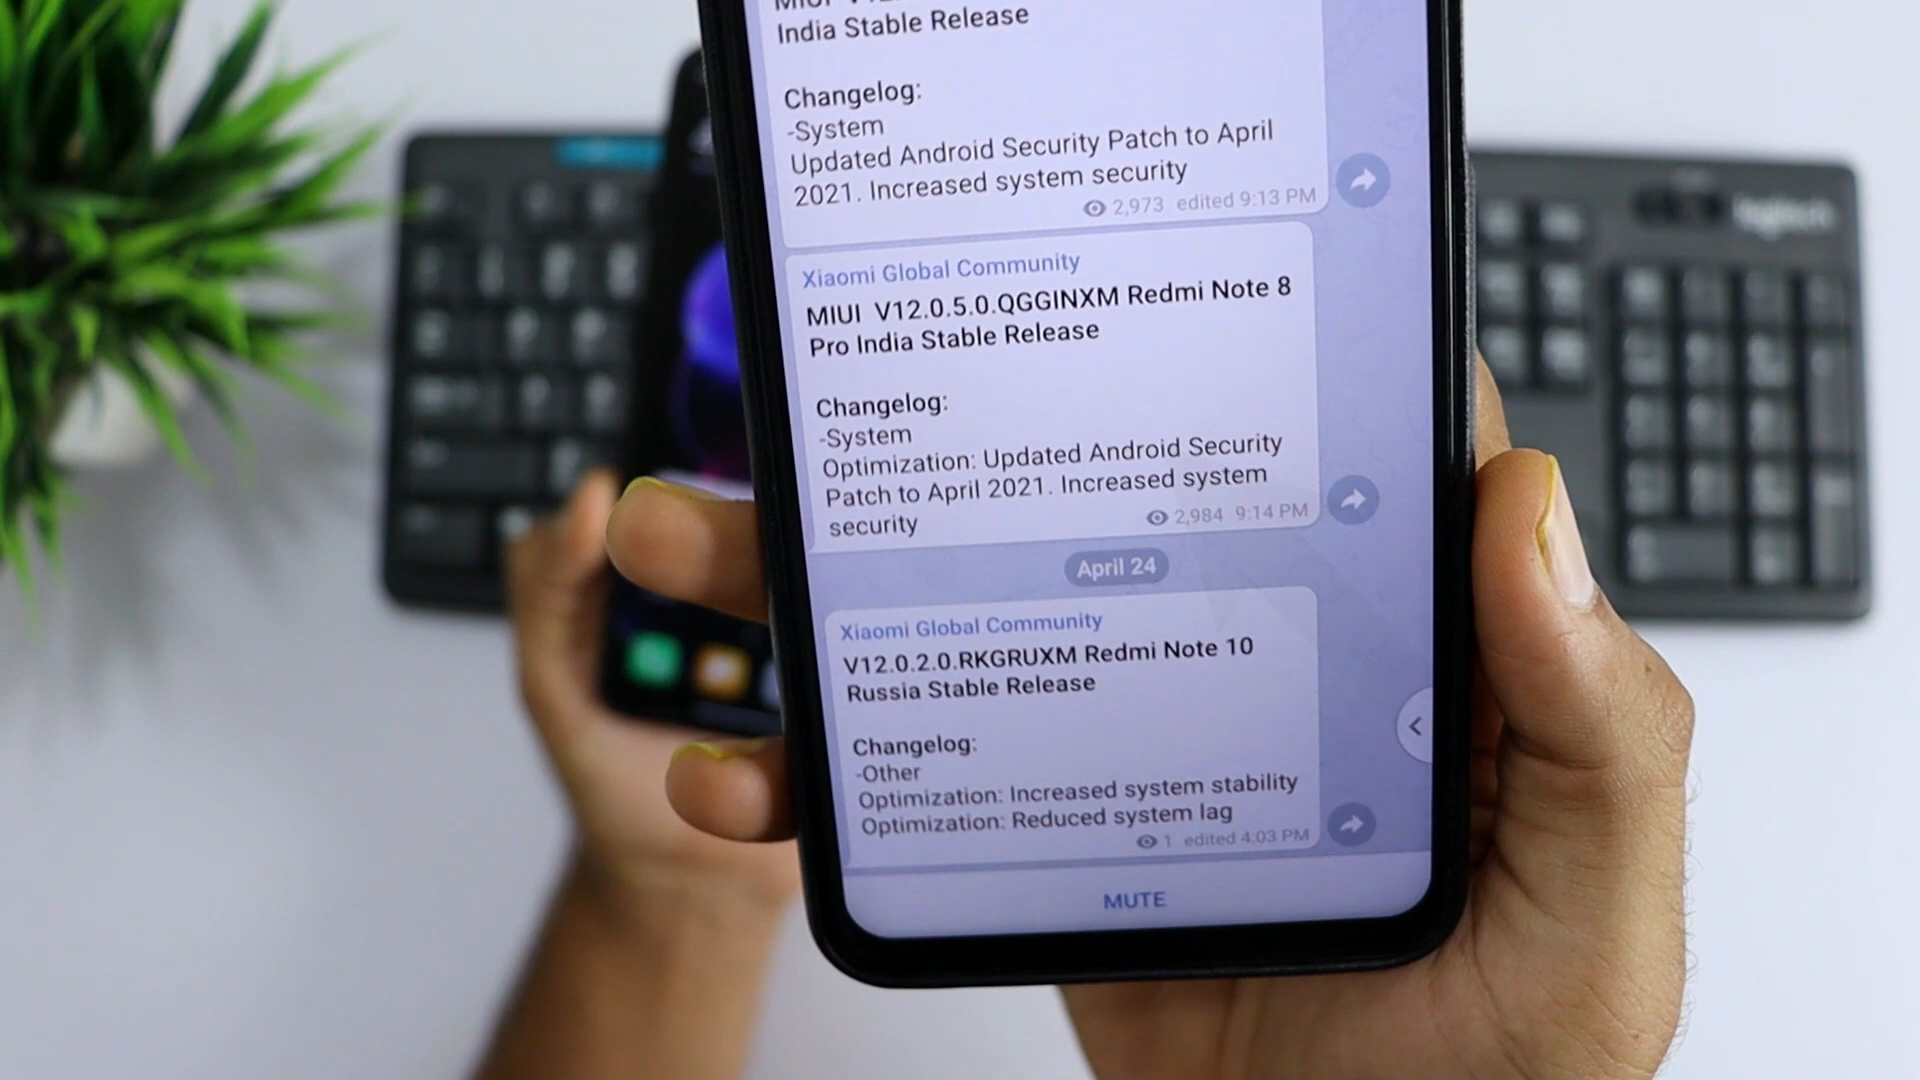 India Stable Release
Changelog:
-System
Updated Android Security Patch to April
2021. Increased system security
2,973 edited 9:13 PM
Xiaomi Global Community
MIUI V12.0.5.0.QGGINXM Redmi Note 8
Pro India Stable Release
Changelog:
-System
Optimization: Updated Android Security
Patch to April 2021. Increased system
security
2,984 9:14 PM
April 24
Xiaomi Global Community
V12.0.2.0.RKGRUXM Redmi Note 10
Russia Stable Release
Changelog:
-Other
Optimization: Increased system stability
Optimization: Reduced system lag
1 edited 4:03 PM
MUTE
logitech